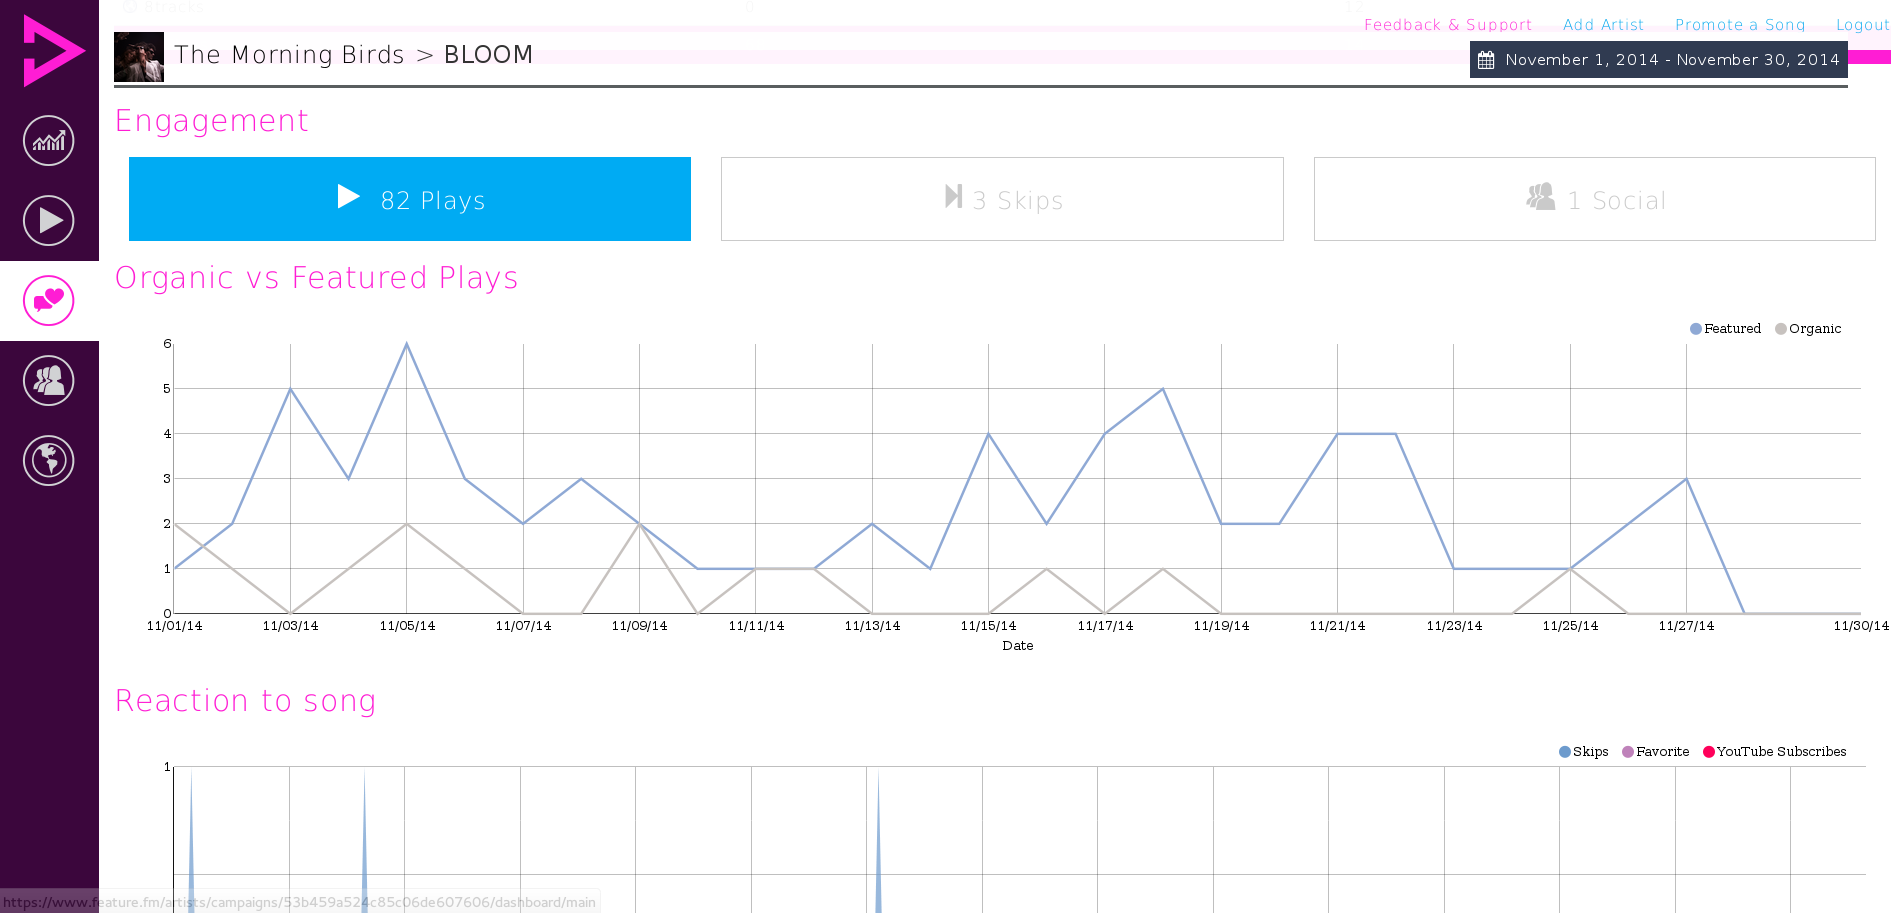 8tracks 0
Feedback & Support Add Artist Promote a Song Logout
The Morning Birds > BLOOM
November 1, 2014 - November 30, 2014
Engagement
82 Plays 3 Skips 1 Social
Organic vs Featured Plays
Featured Organic
6
5
4
3
2
1
0
11/01/14 11/03/14 11/05/14 11/07/14 11/09/14 11/11/14 11/13/14 11/15/14 11/17/14 11/19/14 11/21/14 11/23/14 11/25/14 11/27/14 11/30/14
Date
Reaction to song
Skips Favorite YouTube Subscribes
1
https://www.feature.fm/artists/campaigns/53b459a524c85c06de607606/dashboard/main